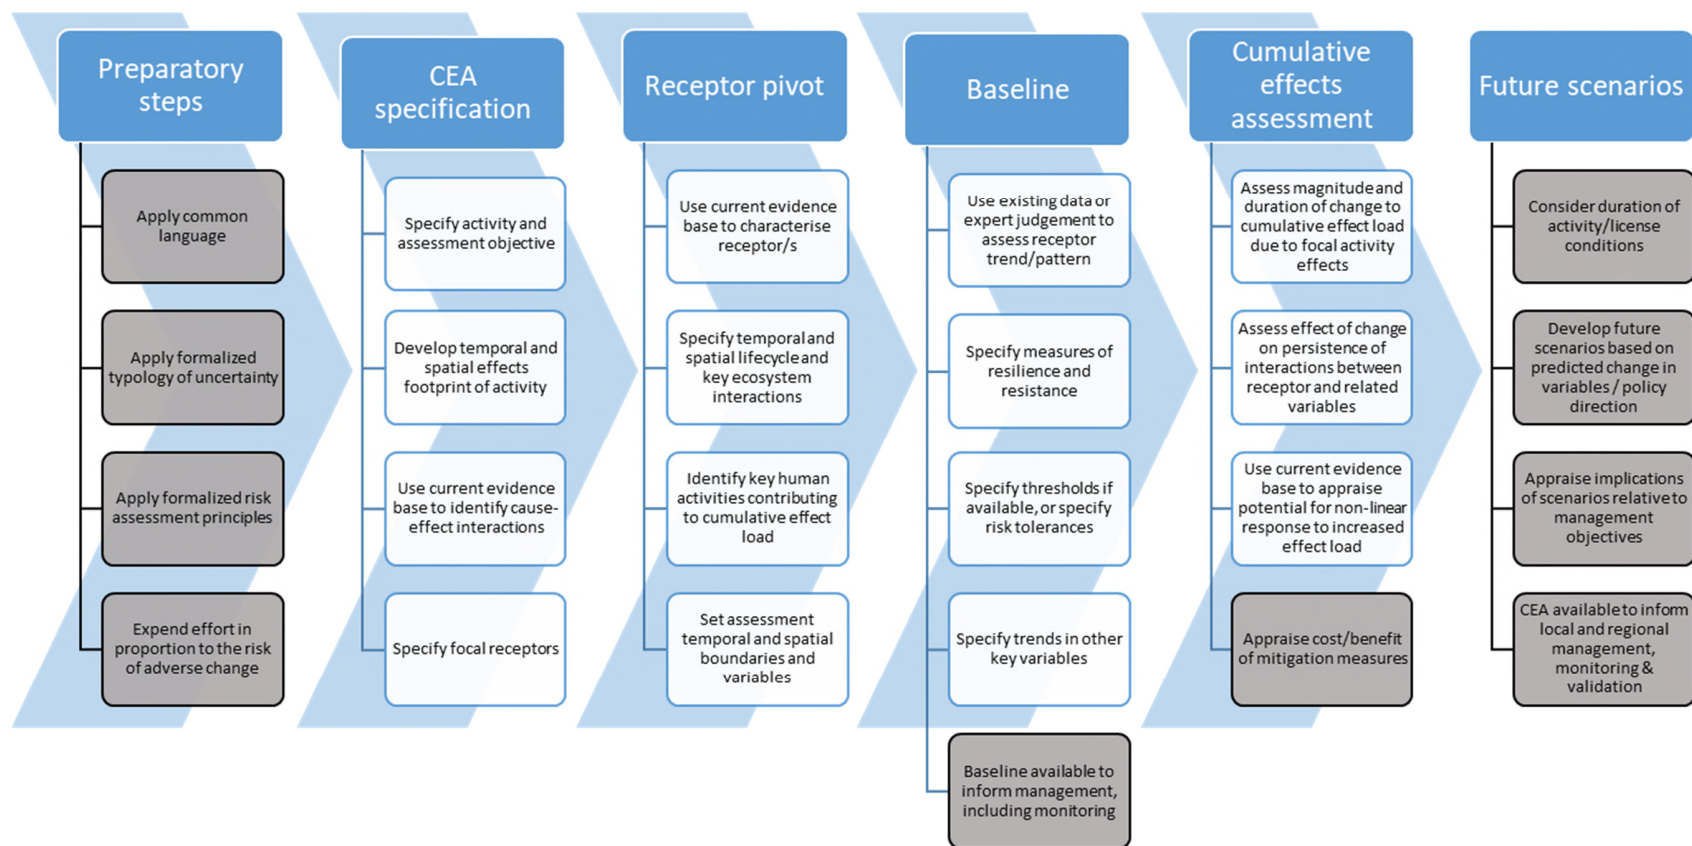 Preparatory
steps
Apply common
language
Apply formalized
typology of uncertainty
Apply formalized risk
assessment principles
Expend effort in
proportion to the risk
of adverse change
CEA
specification
Specify activity and
assessment objective
Develop temporal and
spatial effects
footprint of activity
Use current evidence
base to identify cause-
effect interactions
Specify focal receptors
Receptor pivot
Use current evidence
base to characterise
receptor/s
Specify temporal and
spatial lifecycle and
key ecosystem
interactions
Identify key human
activities contributing
to cumulative effect
load
Set assessment
temporal and spatial
boundaries and
variables
Baseline
Use existing data or
expert judgement to
assess receptor
trend/pattern
Specify measures of
resilience and
resistance
Specify thresholds if
available, or specify
risk tolerances
Specify trends in other
key variables
Baseline available to
inform management,
including monitoring
Cumulative
effects
assessment
Assess magnitude and
duration of change to
cumulative effect load
due to focal activity
effects
Assess effect of change
on persistence of
interactions between
receptor and related
variables
Use current evidence
base to appraise
potential for non-linear
response to increased
effect load
Appraise cost/benefit
of mitigation measures
Future scenarios
Consider duration of
activity/license
conditions
Develop future
scenarios based on
predicted change in
variables / policy
direction
Appraise implications
of scenarios relative to
management
objectives
CEA available to inform
local and regional
management,
monitoring &
validation